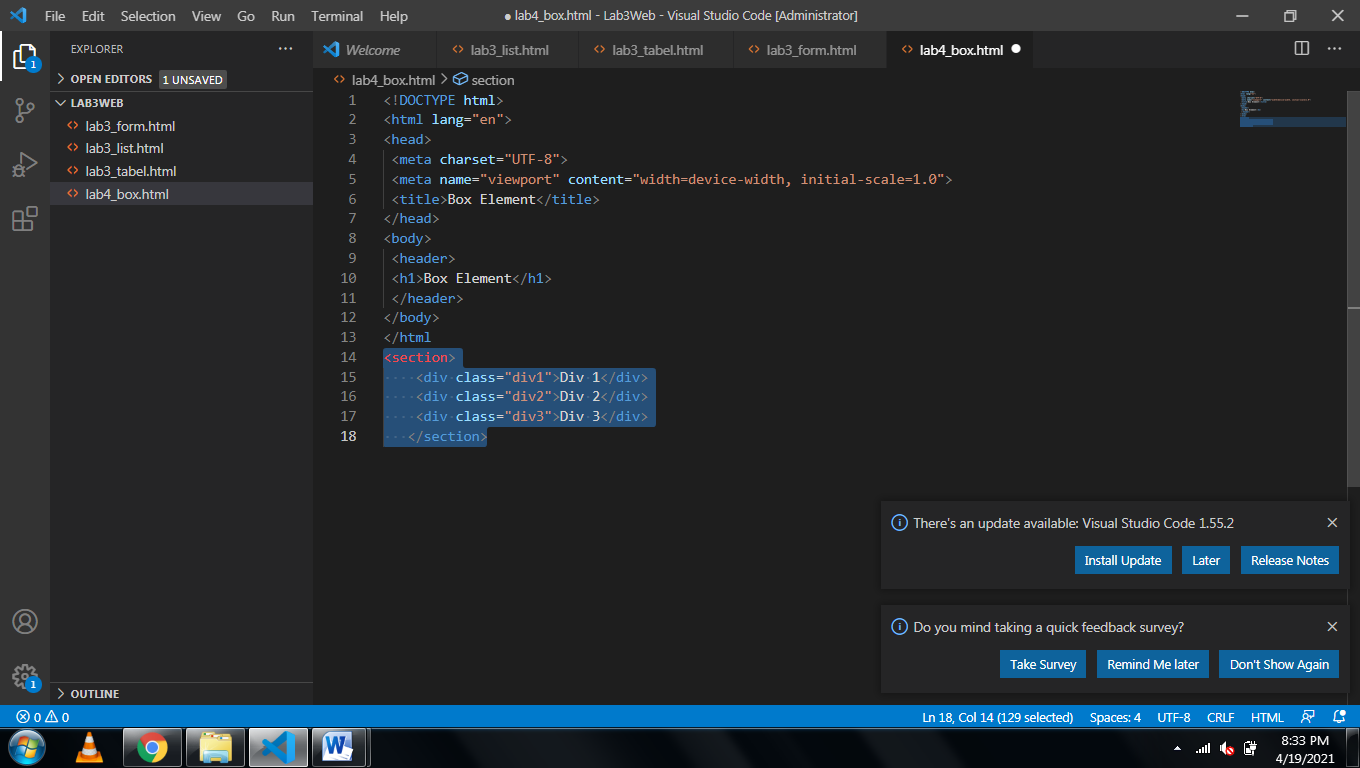 File Edit Selection View Go Run Terminal Help
● lab4_box.html - Lab3Web - Visual Studio Code [Administrator]
EXPLORER
Welcome
lab3_list.html
lab3_tabel.html
lab3_form.html
lab4_box.html
OPEN EDITORS 1 UNSAVED
LAB3WEB
lab3_form.html
lab3_list.html
lab3_tabel.html
lab4_box.html
OUTLINE
1
1
lab4_box.html > section
1 <!DOCTYPE html>
2 <html lang="en">
3 <head>
4 <meta charset="UTF-8">
5 <meta name="viewport" content="width=device-width, initial-scale=1.0">
6 <title>Box Element</title>
7 </head>
8 <body>
9 <header>
10 <h1>Box Element</h1>
11 </header>
12 </body>
13 </html
14 <section>
15 ····<div·class="div1">Div·1</div>
16 ····<div·class="div2">Div·2</div>
17 ····<div·class="div3">Div·3</div>
18 ···</section>
There's an update available: Visual Studio Code 1.55.2
Install Update Later Release Notes
Do you mind taking a quick feedback survey?
Take Survey Remind Me later Don't Show Again
0 0
Ln 18, Col 14 (129 selected) Spaces: 4 UTF-8 CRLF HTML
8:33 PM
4/19/2021